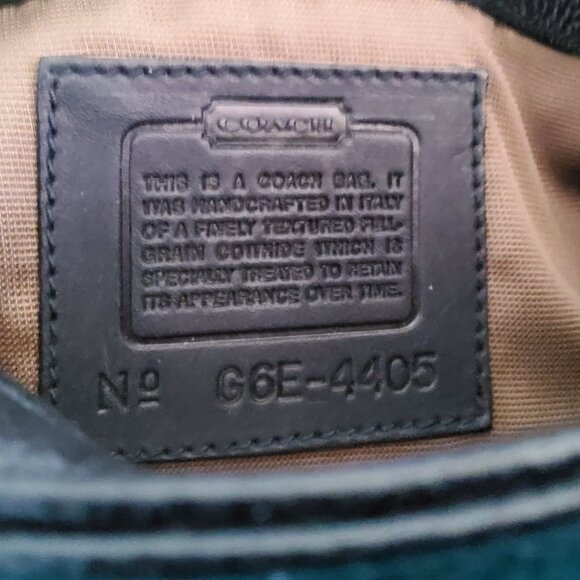 COACH
THIS IS A COACH BAG. IT
WAS HANDCRAFTED IN ITALY
OF A FINELY TEXTURED FULL-
GRAIN COWHIDE WHICH IS
SPECIALLY TREATED TO RETAIN
ITS APPEARANCE OVER TIME.
Nº G6E-4405